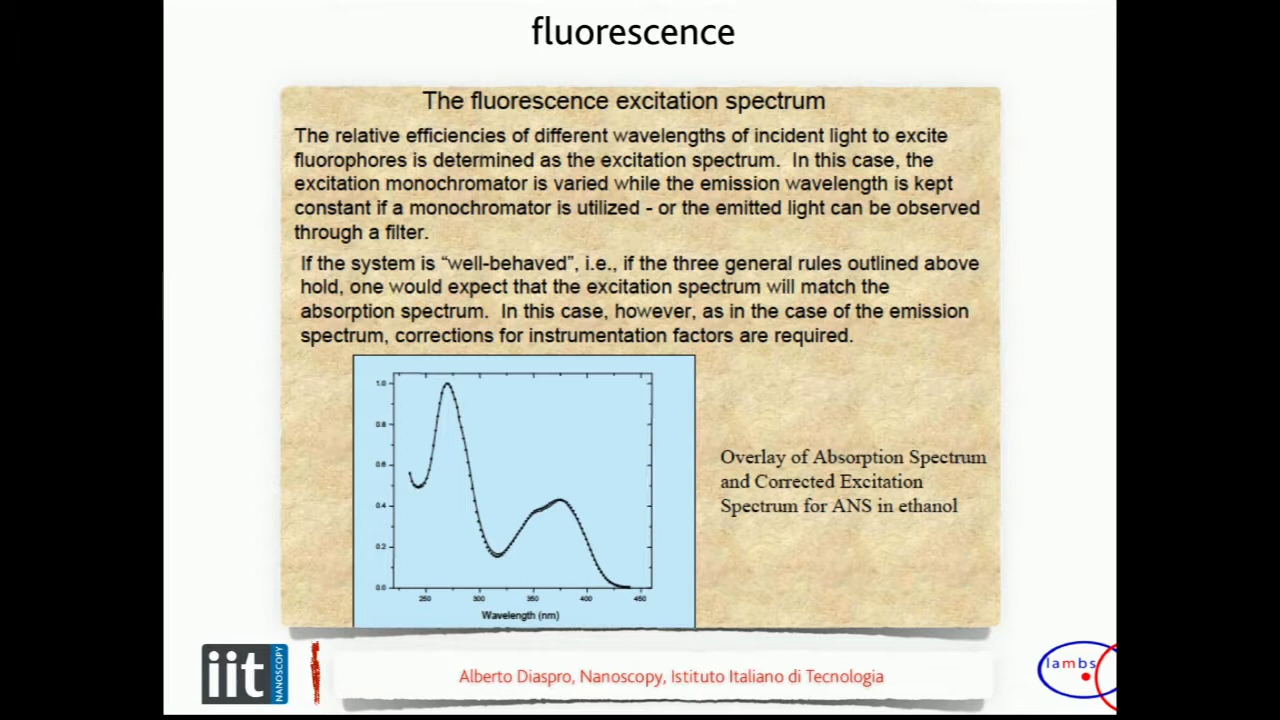 fluorescence
The fluorescence excitation spectrum
The relative efficiencies of different wavelengths of incident light to excite
fluorophores is determined as the excitation spectrum. In this case, the
excitation monochromator is varied while the emission wavelength is kept
constant if a monochromator is utilized - or the emitted light can be observed
through a filter.
If the system is “well-behaved”, i.e., if the three general rules outlined above
hold, one would expect that the excitation spectrum will match the
absorption spectrum. In this case, however, as in the case of the emission
spectrum, corrections for instrumentation factors are required.
1.0
0.8
0.6
0.4
0.2
0.0
250 300 350 400 450
Wavelength (nm)
Overlay of Absorption Spectrum
and Corrected Excitation
Spectrum for ANS in ethanol
iit
NANOSCOPY
Alberto Diaspro, Nanoscopy, Istituto Italiano di Tecnologia
lambs